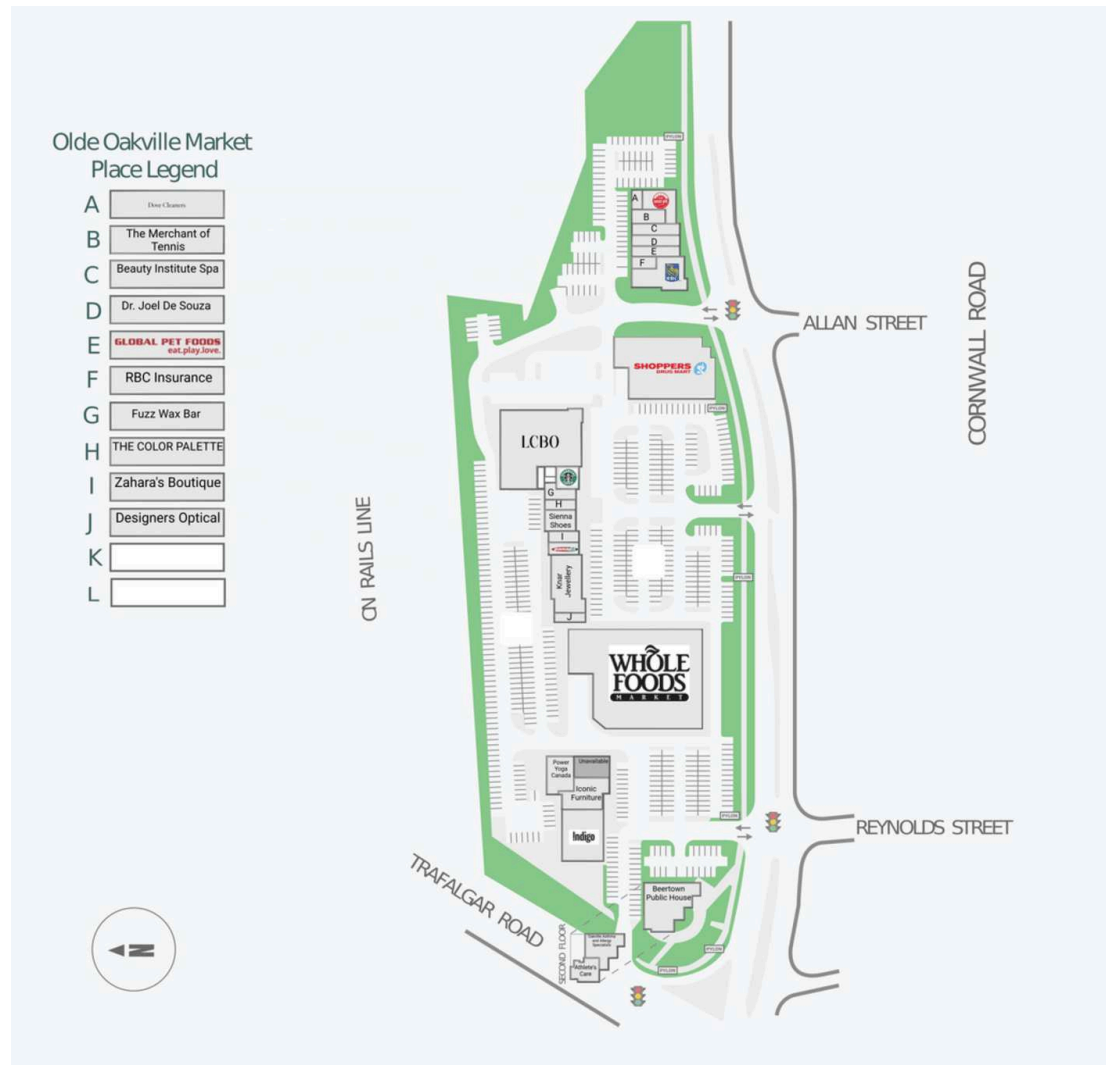 Olde Oakville Market
Place Legend
A
Dove Cleaners
B
The Merchant of
Tennis
C
Beauty Institute Spa
D
Dr. Joel De Souza
E
GLOBAL PET FOODS
eat.play.love.
F
RBC Insurance
G
Fuzz Wax Bar
H
THE COLOR PALETTE
I
Zahara's Boutique
J
Designers Optical
K
L
PYLON
A
B
C
D
E
F
RBC
ALLAN STREET
CORNWALL ROAD
SHOPPERS
DRUG MART
PYLON
LCBO
G
H
Sienna
Shoes
I
Knar
Jewellery
J
CN RAILS LINE
PYLON
WHOLE
FOODS
MARKET
Power
Yoga
Canada
Unavailable
Iconic
Furniture
Indigo
PYLON
REYNOLDS STREET
TRAFALGAR ROAD
Beertown
Public House
SECOND FLOOR
Athlete's
Care
PYLON
PYLON
N